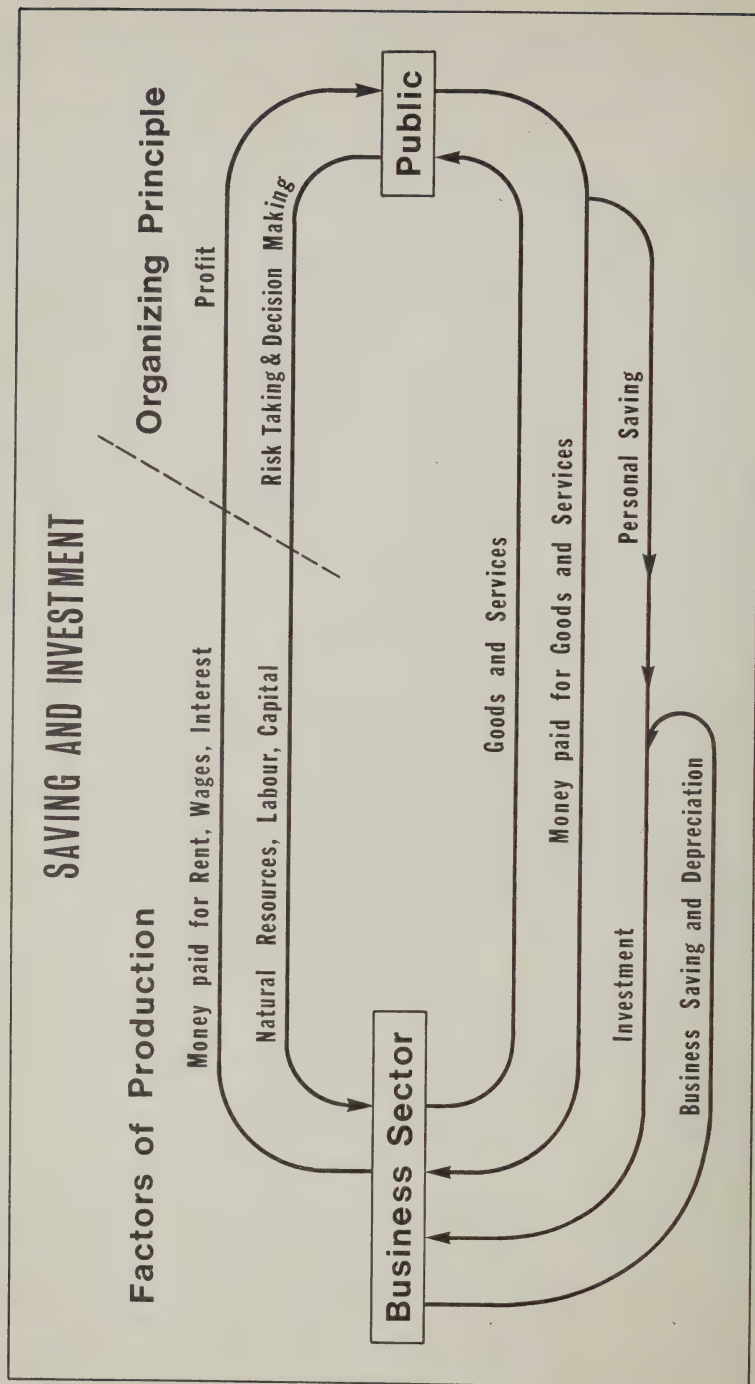 SAVING AND INVESTMENT
Factors of Production
Organizing Principle
Money paid for Rent, Wages, Interest
Profit
Natural Resources, Labour, Capital
Risk Taking & Decision Making
Business Sector
Public
Goods and Services
Money paid for Goods and Services
Investment
Personal Saving
Business Saving and Depreciation